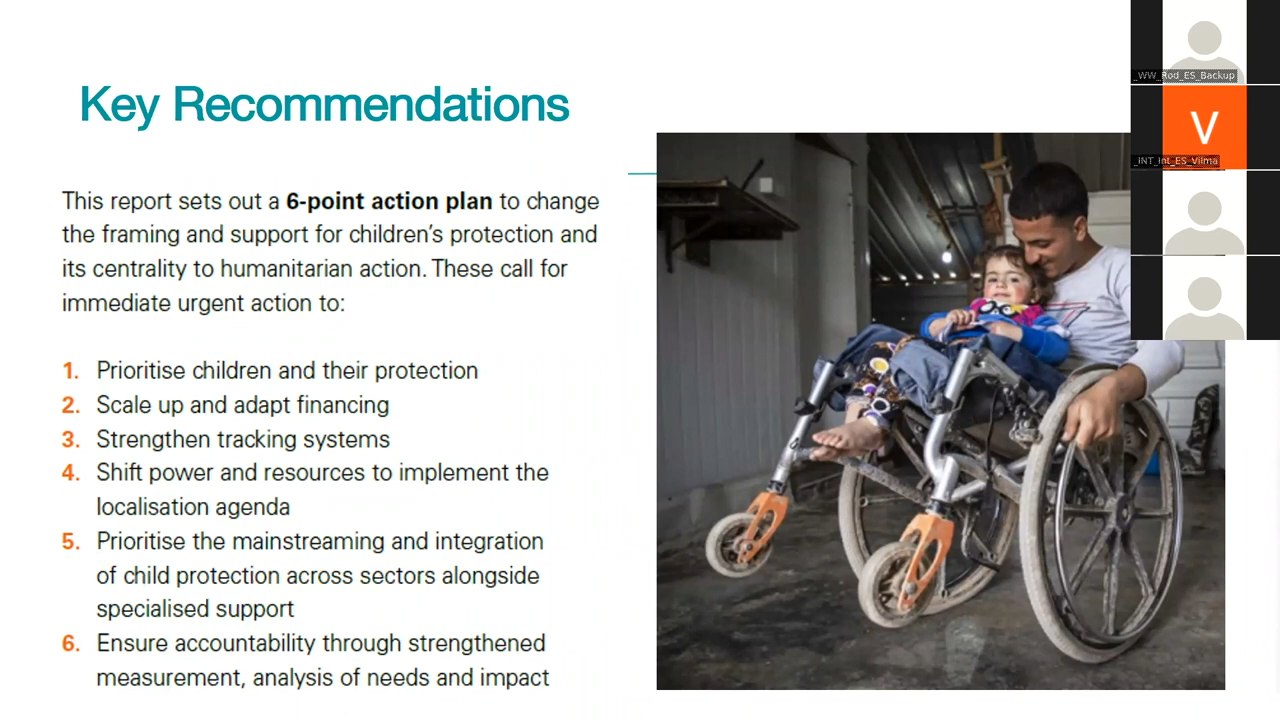 Key Recommendations
This report sets out a 6-point action plan to change
the framing and support for children's protection and
its centrality to humanitarian action. These call for
immediate urgent action to:
1. Prioritise children and their protection
2. Scale up and adapt financing
3. Strengthen tracking systems
4. Shift power and resources to implement the
localisation agenda
5. Prioritise the mainstreaming and integration
of child protection across sectors alongside
specialised support
6. Ensure accountability through strengthened
measurement, analysis of needs and impact
_WW_Rod_ES_Backup
V
_INT_Int_ES_Vilma